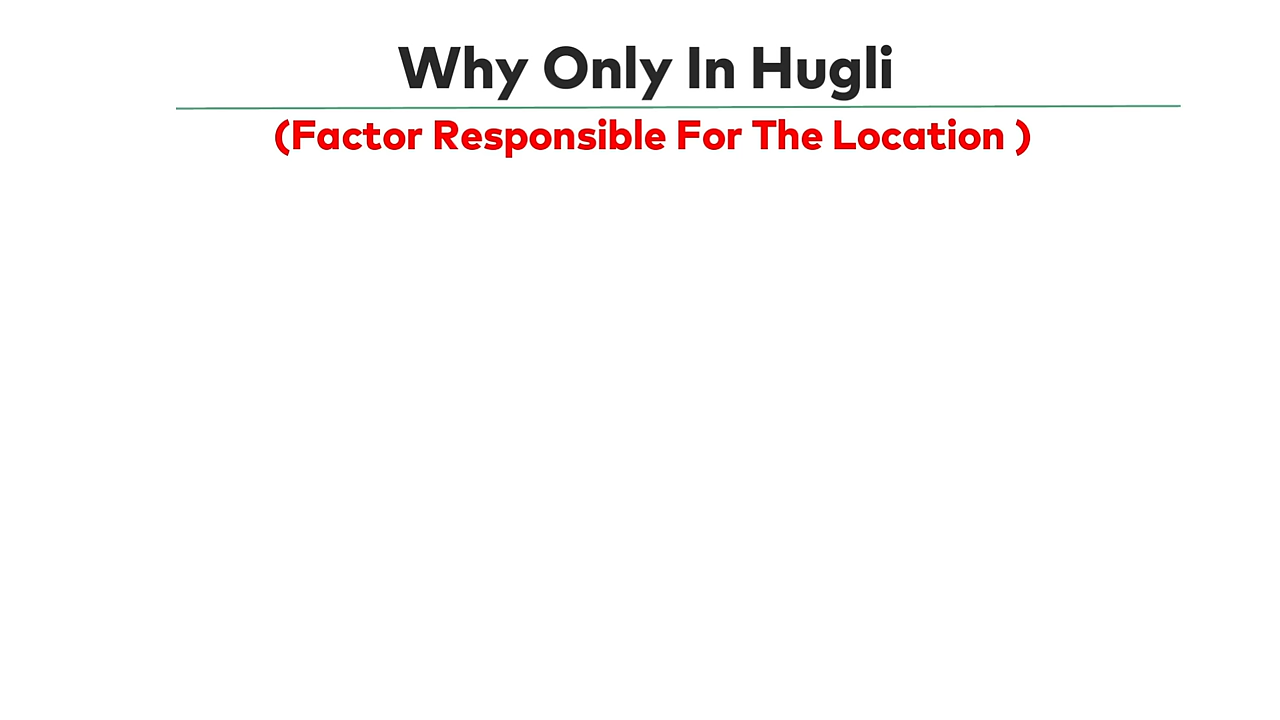 Why Only In Hugli
(Factor Responsible For The Location )